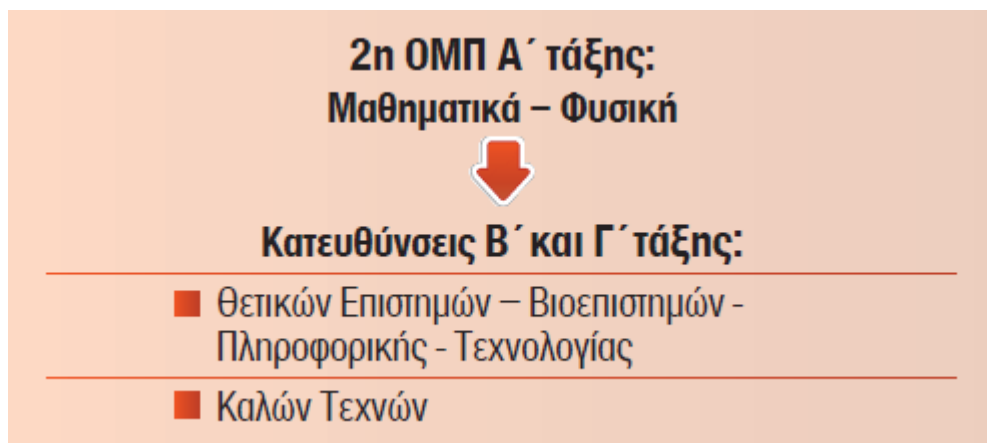 2η ΟΜΠ Α΄ τάξης:
Μαθηματικά – Φυσική
Κατευθύνσεις Β΄ και Γ΄ τάξης:
Θετικών Επιστημών – Βιοεπιστημών -
Πληροφορικής - Τεχνολογίας
Καλών Τεχνών